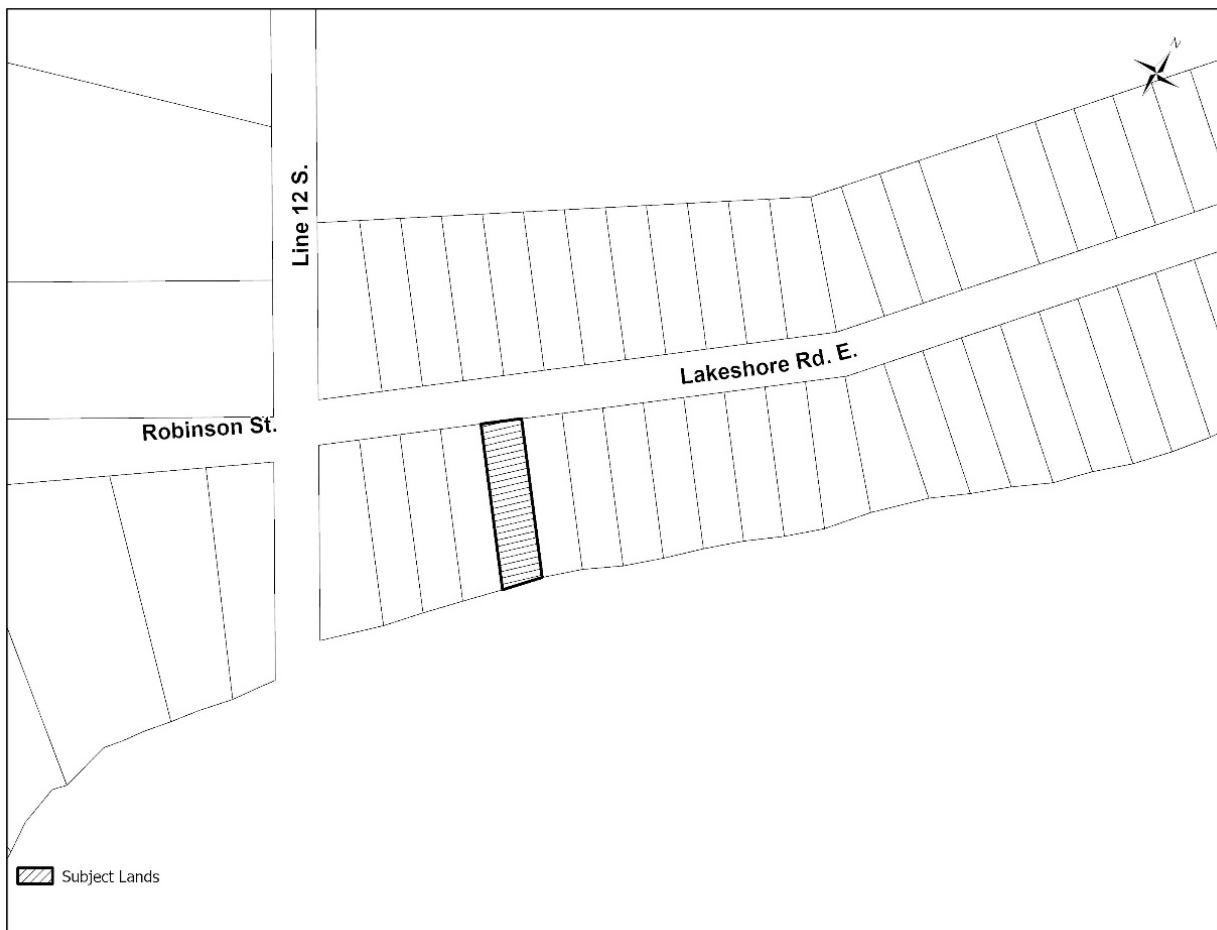 N
Line 12 S.
Lakeshore Rd. E.
Robinson St.
Subject Lands